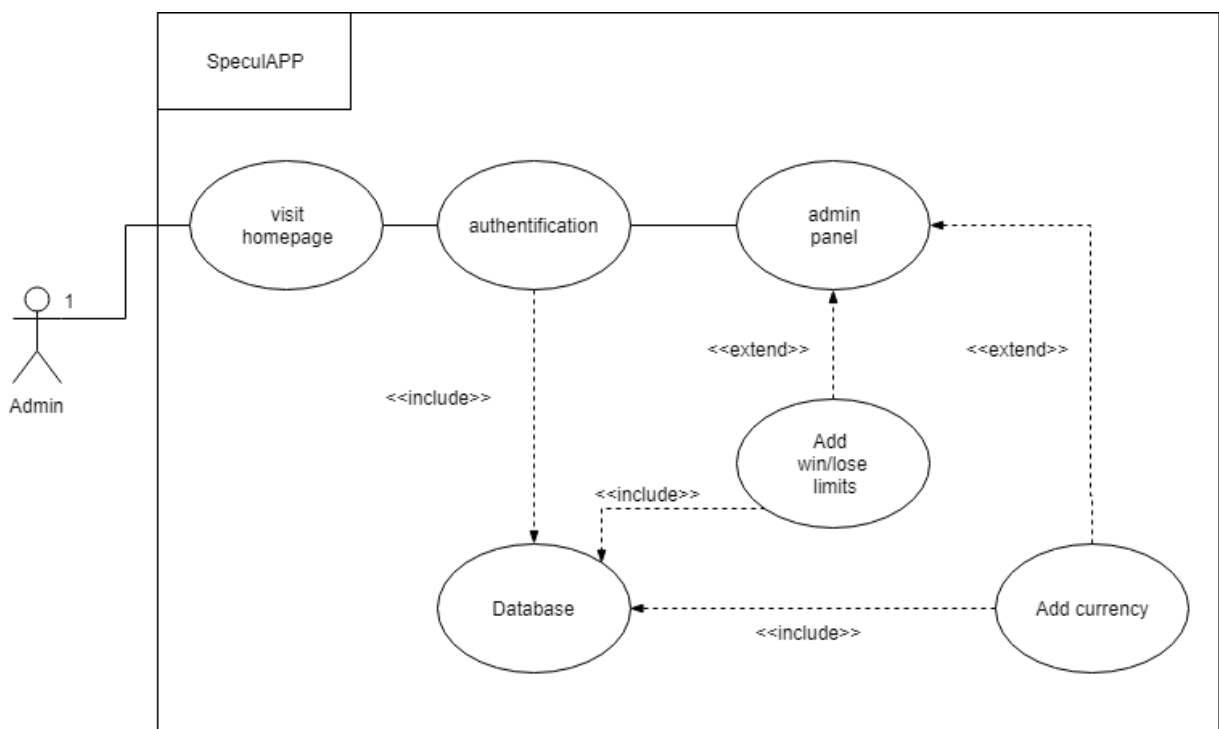 SpeculAPP
visit
homepage
authentification
admin
panel
1
Admin
<<extend>>
<<extend>>
<<include>>
Add
win/lose
limits
<<include>>
Database
Add currency
<<include>>